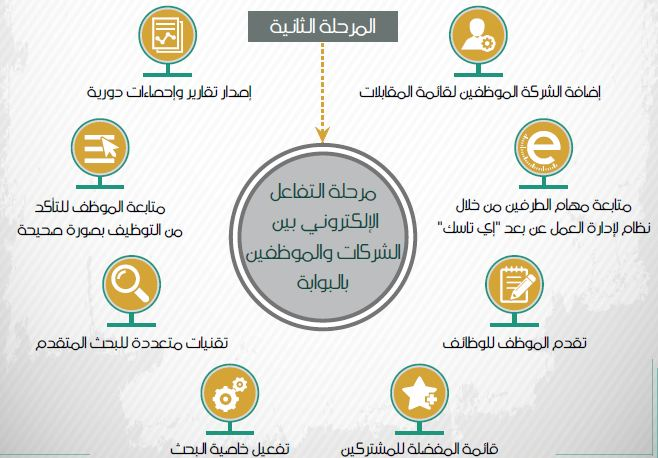 المرحلة الثانية
إضافة الشركة الموظفين لقائمة المقابلات
إصدار تقارير وإحصاءات دورية
مرحلة التفاعل
الإلكتروني بين
الشركات والموظفين
بالبوابة
متابعة مهام الطرفين من خلال
نظام لإدارة العمل عن بعد "إي تاسك"
متابعة الموظف للتأكد
من التوظيف بصورة صحيحة
تقدم الموظف للوظائف
تقنيات متعددة للبحث المتقدم
قائمة المفضلة للمشتركين
تفعيل خاصية البحث